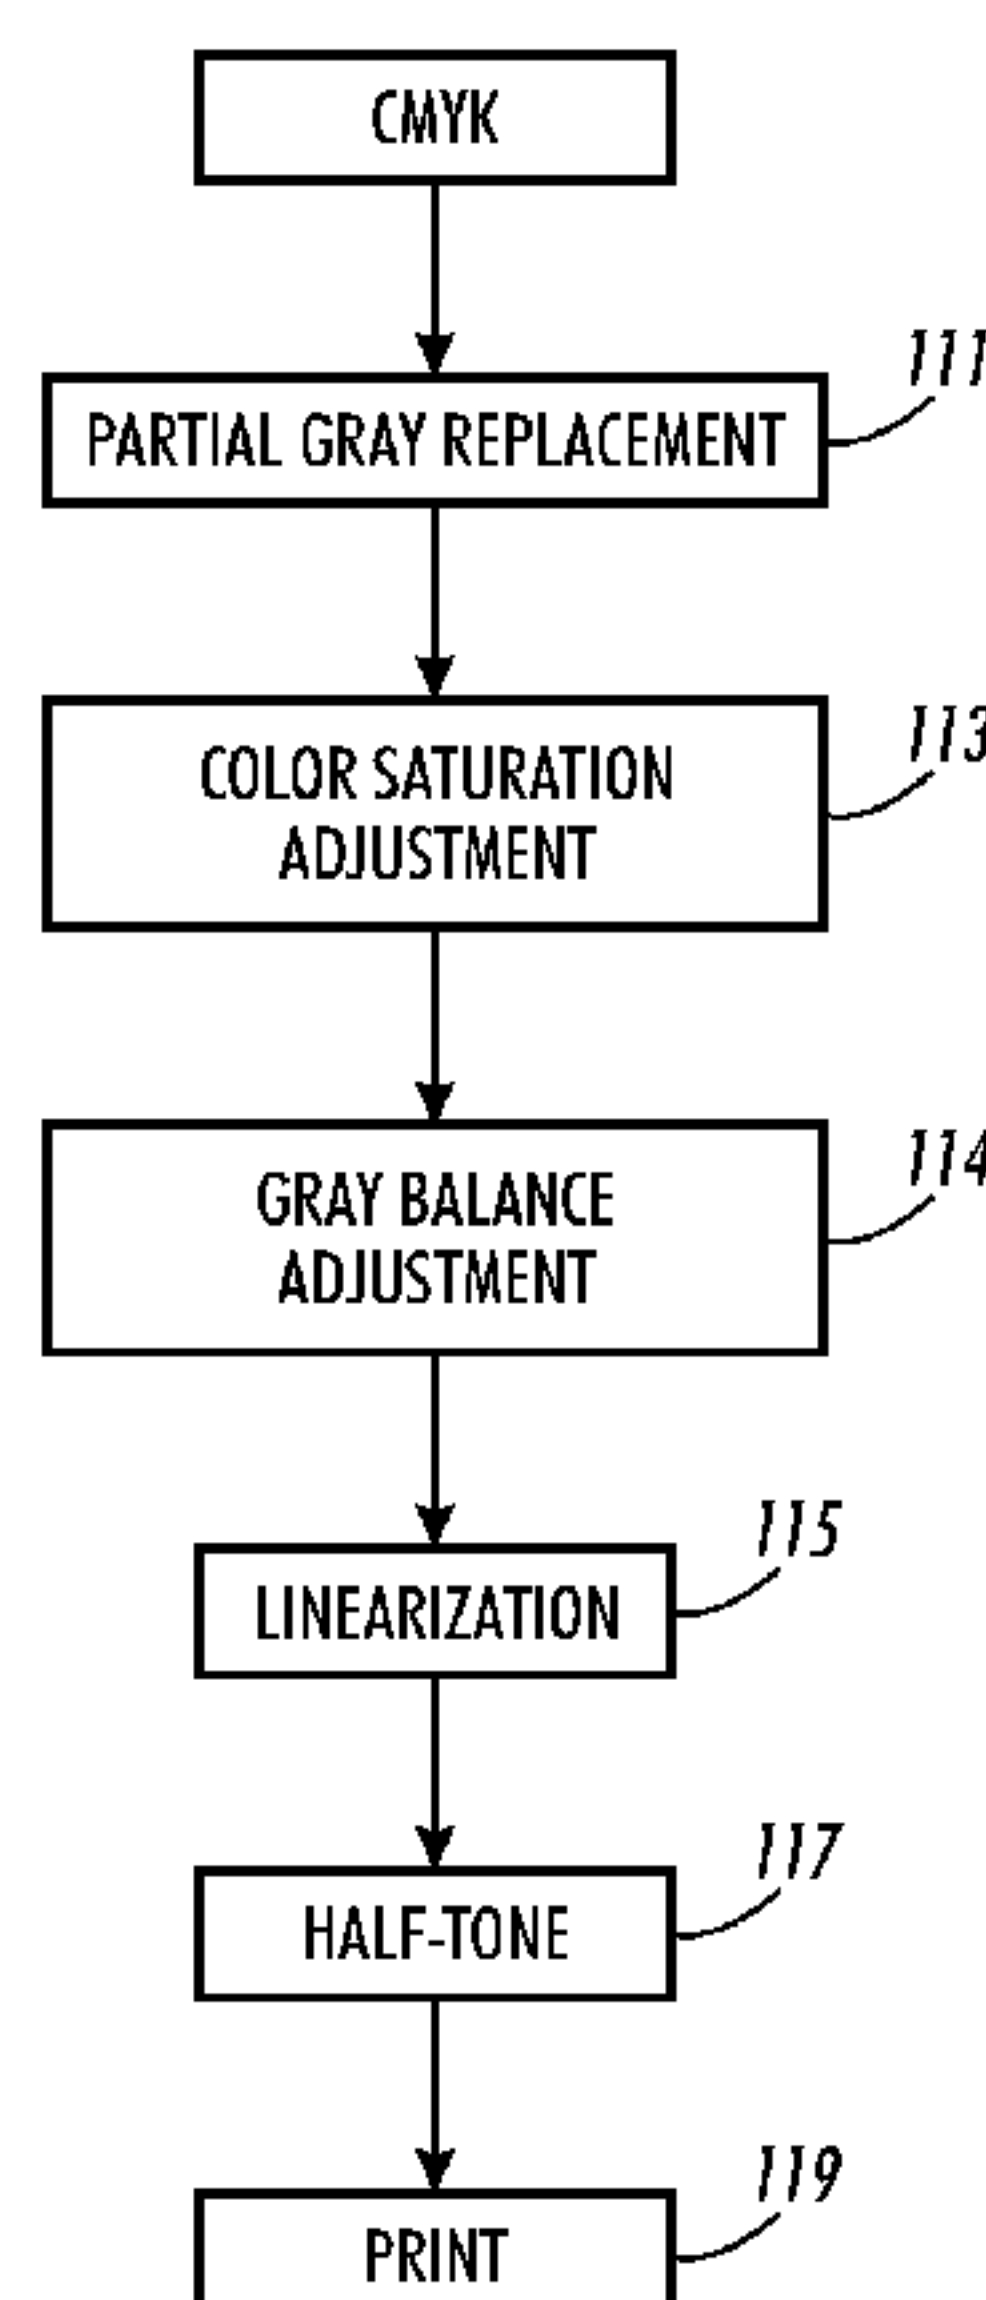 CMYK
111
PARTIAL GRAY REPLACEMENT
113
COLOR SATURATION
ADJUSTMENT
114
GRAY BALANCE
ADJUSTMENT
115
LINEARIZATION
117
HALF-TONE
119
PRINT